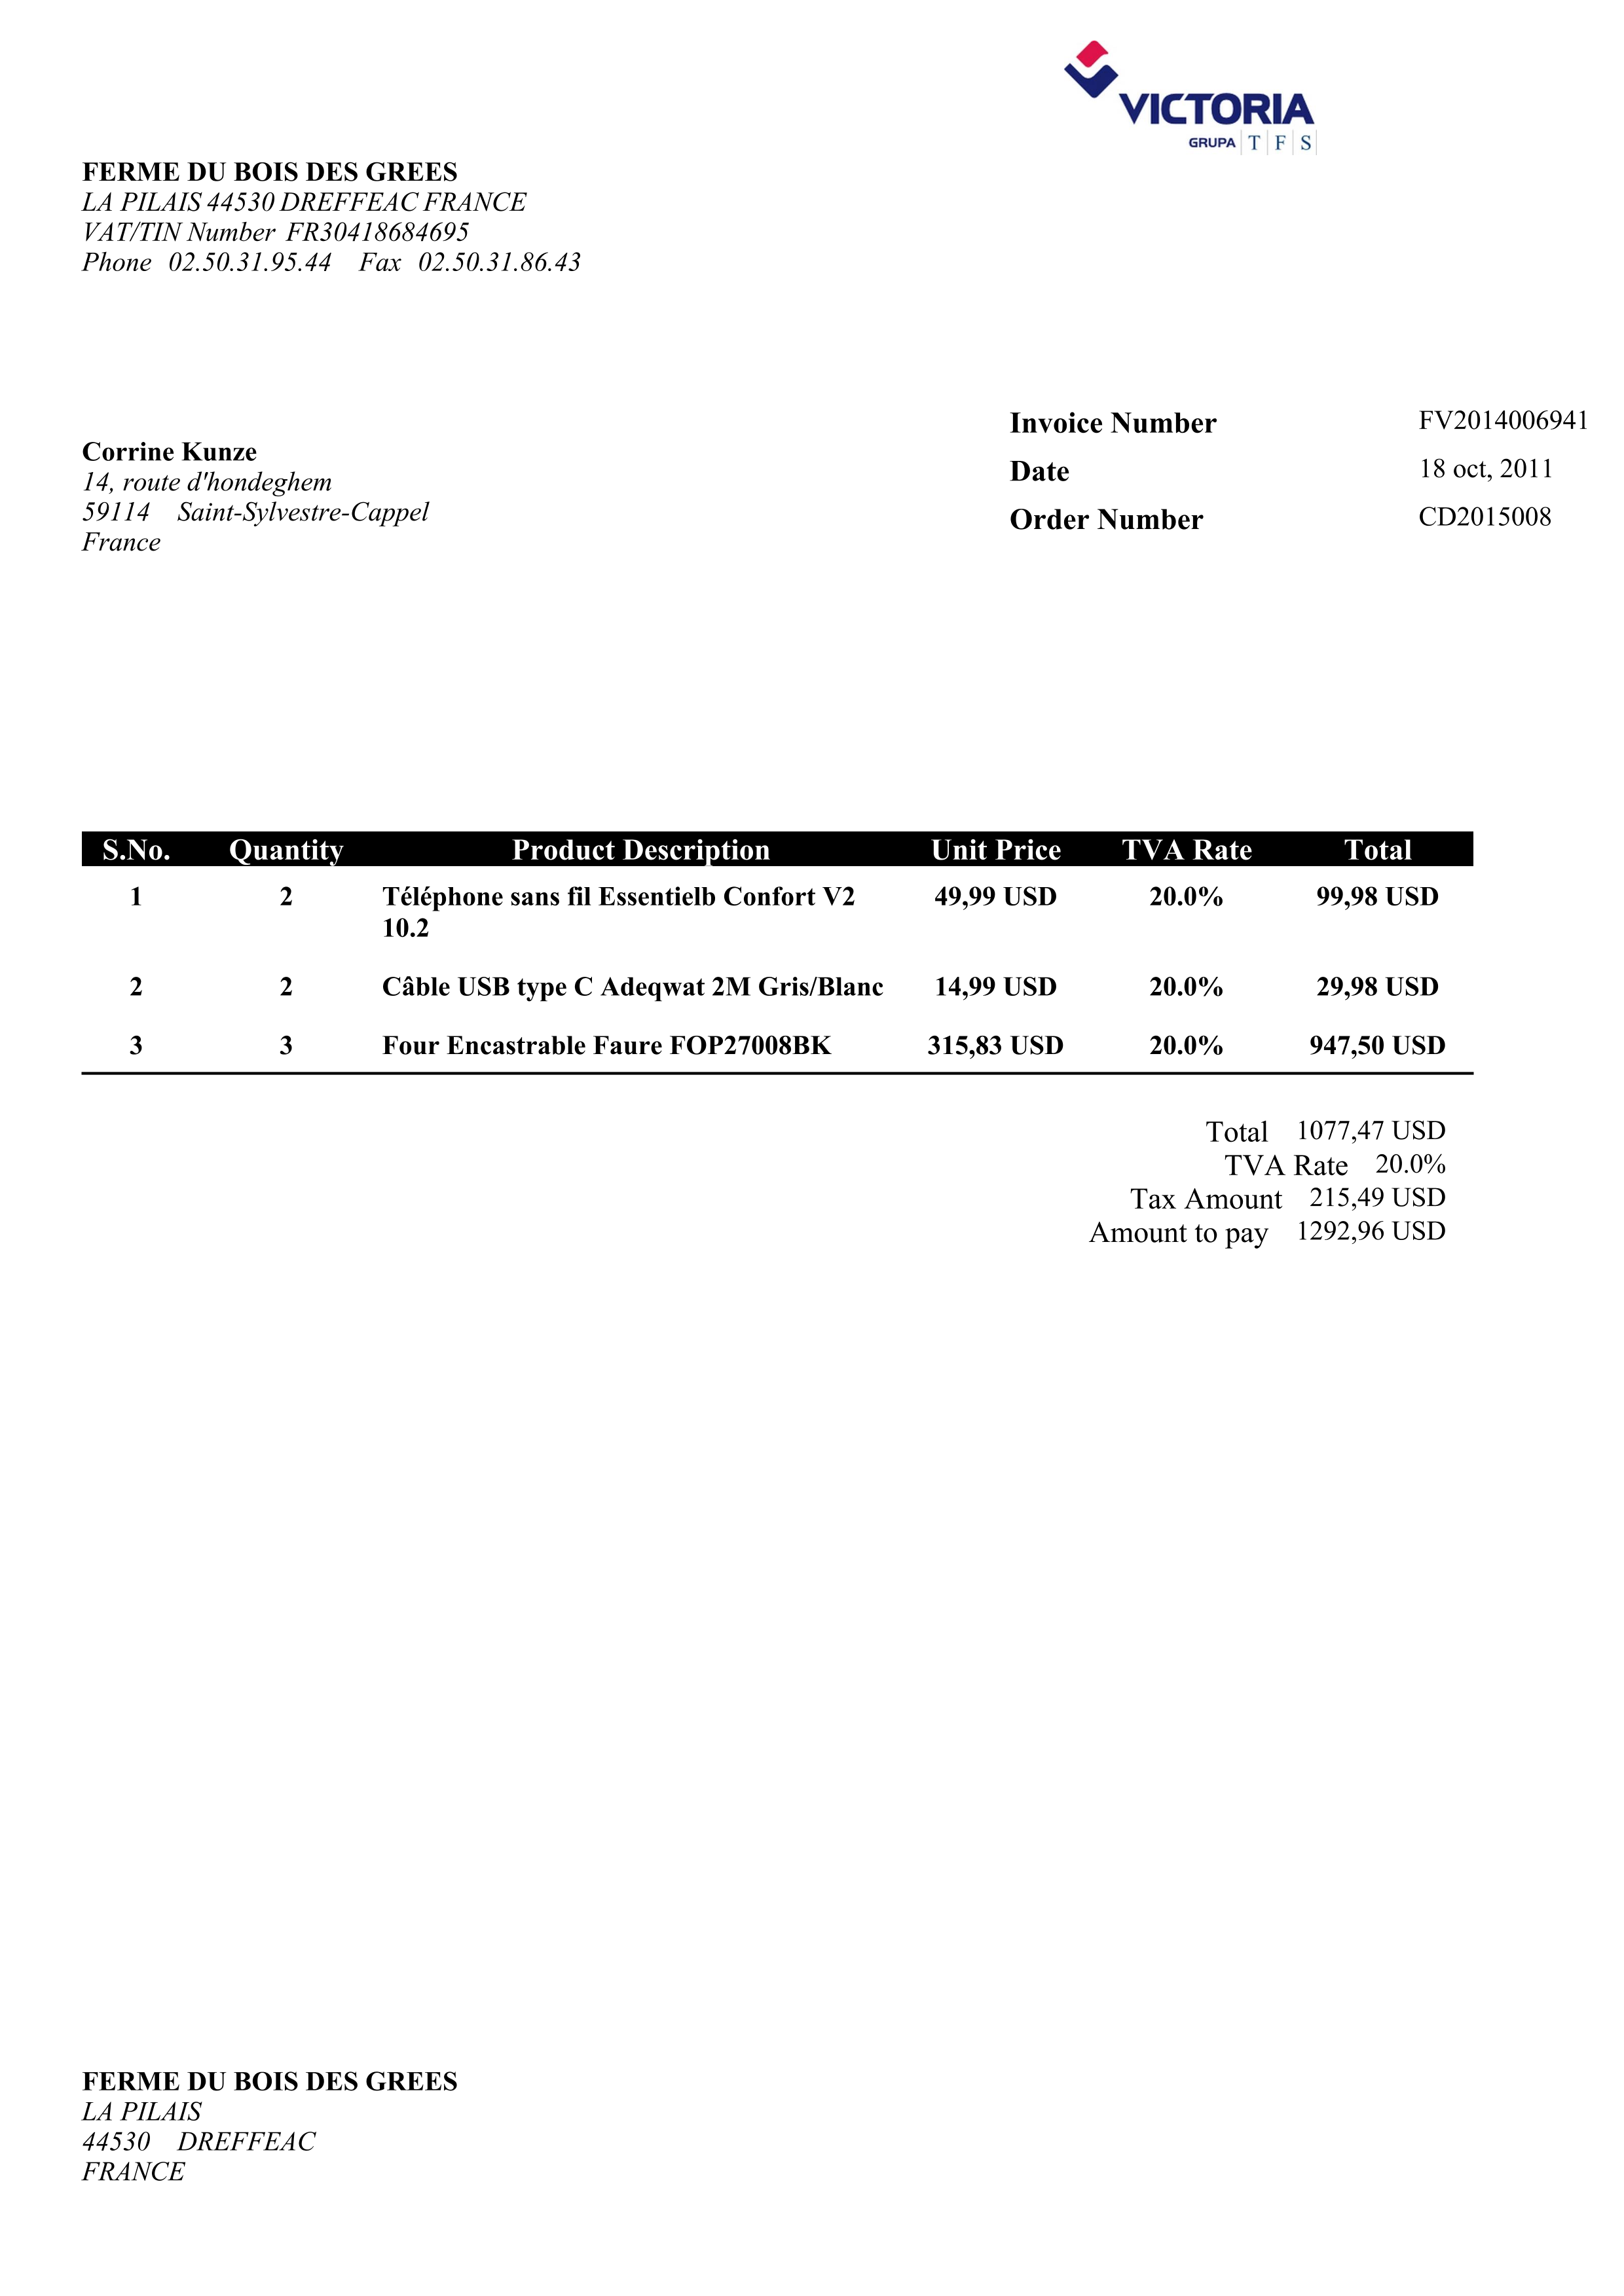 VICTORIA
GRUPA T F S
FERME DU BOIS DES GREES
LA PILAIS 44530 DREFFEAC FRANCE
VAT/TIN Number FR30418684695
Phone 02.50.31.95.44 Fax 02.50.31.86.43
Invoice Number FV2014006941
Date 18 oct, 2011
Order Number CD2015008
Corrine Kunze
14, route d'hondeghem
59114 Saint-Sylvestre-Cappel
France
S.No. Quantity Product Description Unit Price TVA Rate Total
1 2 Téléphone sans fil Essentielb Confort V2 49,99 USD 20.0% 99,98 USD
10.2
2 2 Câble USB type C Adeqwat 2M Gris/Blanc 14,99 USD 20.0% 29,98 USD
3 3 Four Encastrable Faure FOP27008BK 315,83 USD 20.0% 947,50 USD
Total 1077,47 USD
TVA Rate 20.0%
Tax Amount 215,49 USD
Amount to pay 1292,96 USD
FERME DU BOIS DES GREES
LA PILAIS
44530 DREFFEAC
FRANCE